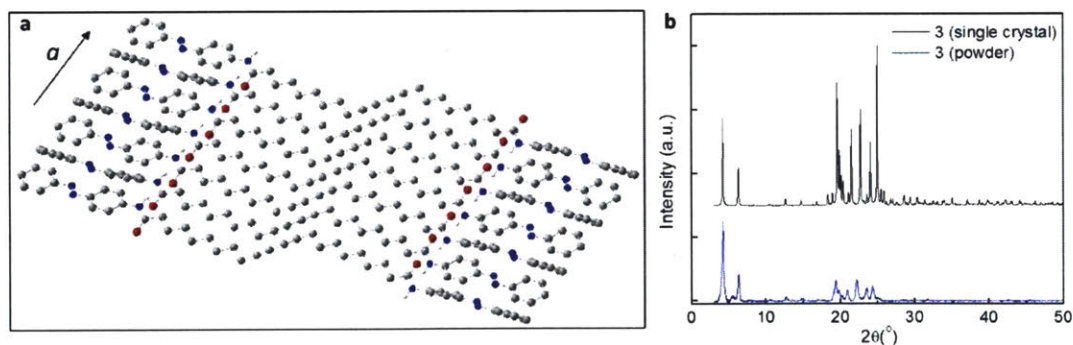 a
a
b
3 (single crystal)
3 (powder)
Intensity (a.u.)
0 10 20 30 40 50
2θ(°)